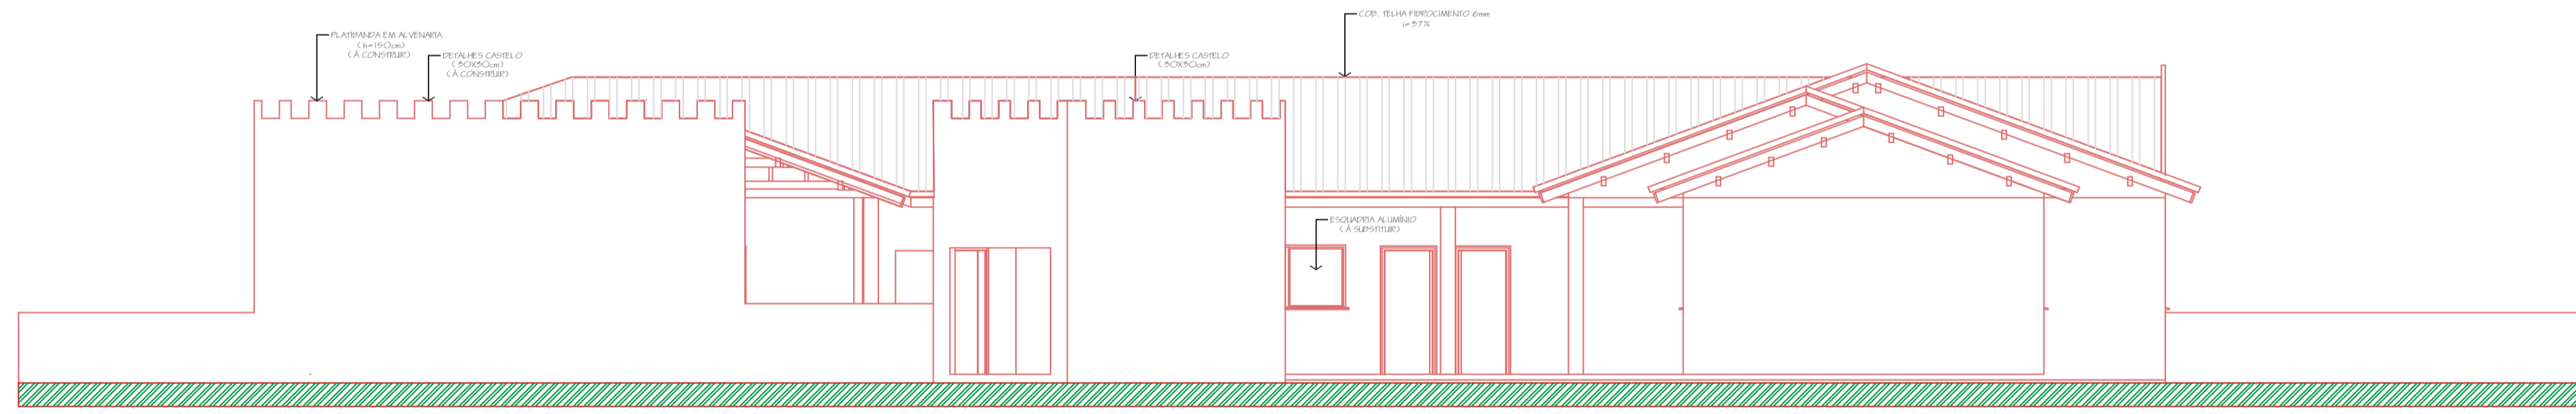 COB. TELHA FIBROCIMENTO 6mm
i=37%
PLATIBANDA EM ALVENARIA
(h=150cm)
(À CONSTRUIR)
DETALHES CASTELO
(30X30cm)
(À CONSTRUIR)
DETALHES CASTELO
(30X30cm)
ESQUADRIA ALUMÍNIO
(À SUBSTITUIR)